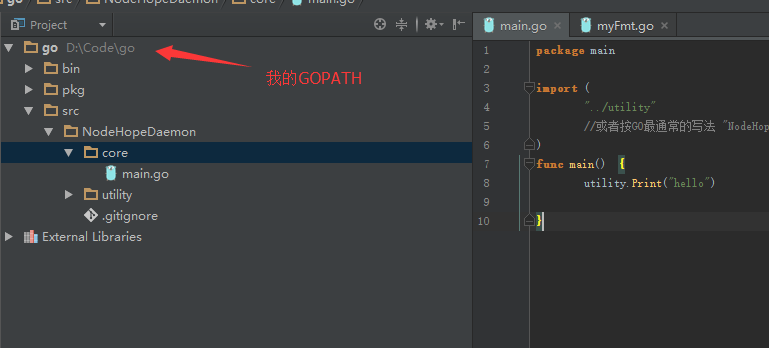 go src NodeHopeDaemon core main.go
Project
go D:\Code\go
我的GOPATH
bin
pkg
src
NodeHopeDaemon
core
main.go
utility
.gitignore
External Libraries
main.go myFmt.go
1 package main
2
3 import (
4 "../utility"
5 //或者按GO最通常的写法 "NodeHop
6 )
7 func main() {
8 utility.Print("hello")
9
10 }